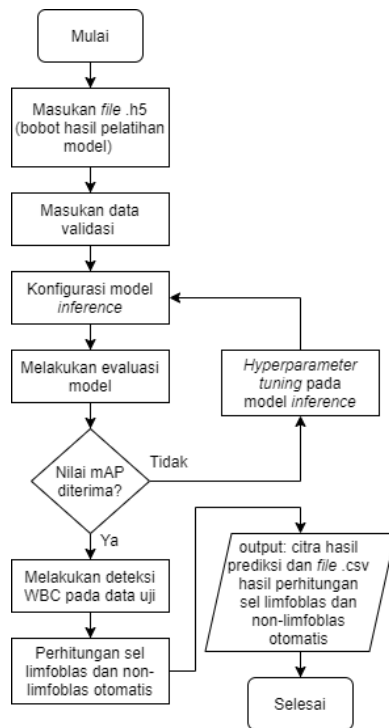 Mulai
Masukan file .h5
(bobot hasil pelatihan
model)
Masukan data
validasi
Konfigurasi model
inference
Melakukan evaluasi
model
Hyperparameter
tuning pada
model inference
Nilai mAP
diterima?
Tidak
Ya
Melakukan deteksi
WBC pada data uji
Perhitungan sel
limfoblas dan non-
limfoblas otomatis
output: citra hasil
prediksi dan file .csv
hasil perhitungan
sel limfoblas dan
non-limfoblas
otomatis
Selesai